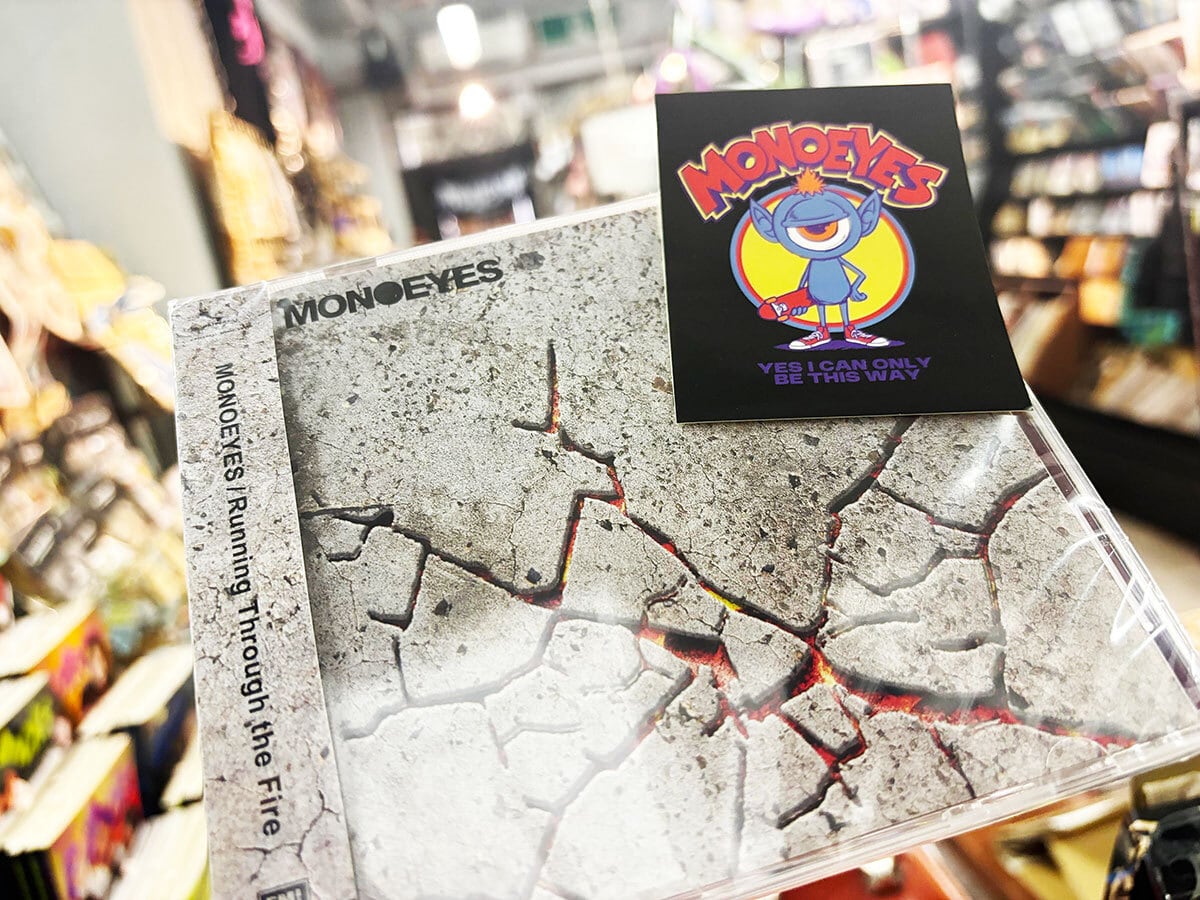 MONOEYES
YES I CAN ONLY
BE THIS WAY
MONOEYES
MONOEYES / Running Through the Fire